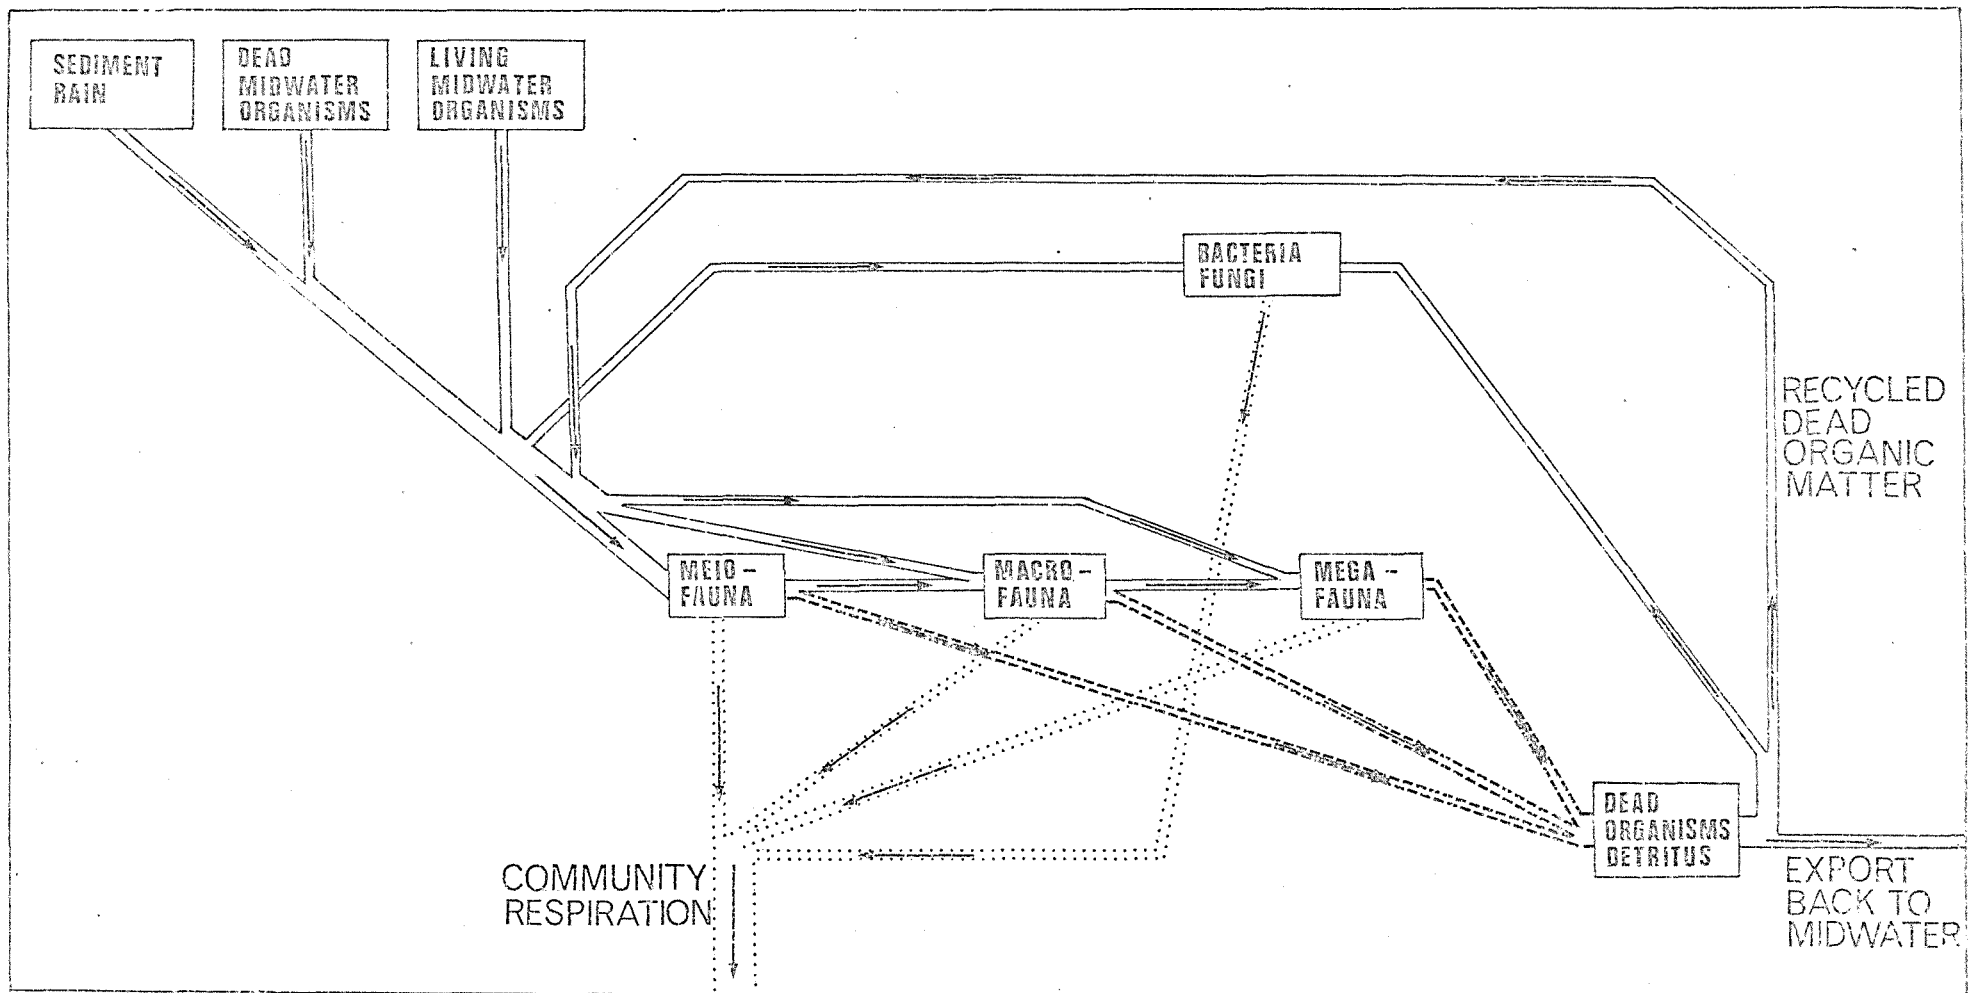 SEDIMENT
RAIN
DEAD
MIDWATER
ORGANISMS
LIVING
MIDWATER
ORGANISMS
BACTERIA
FUNGI
RECYCLED
DEAD
ORGANIC
MATTER
MEIO-
FAUNA
MACRO-
FAUNA
MEGA-
FAUNA
DEAD
ORGANISMS
DETRITUS
COMMUNITY
RESPIRATION
EXPORT
BACK TO
MIDWATER